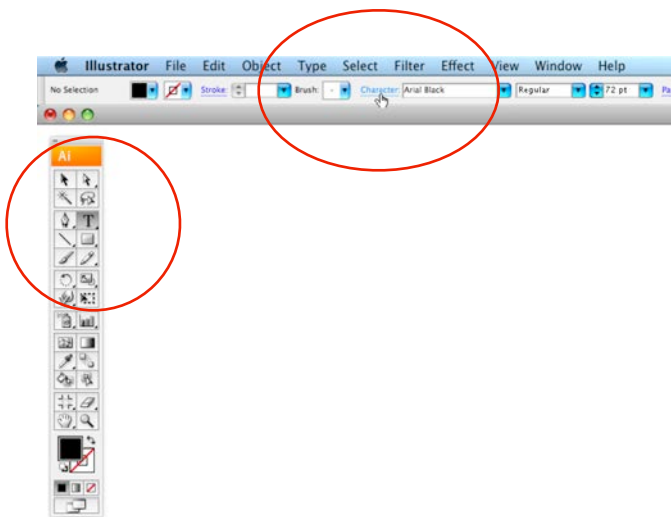 Illustrator File Edit Object Type Select Filter Effect View Window Help
No Selection Stroke: Brush: Character: Arial Black Regular 72 pt Pa
Ai
T